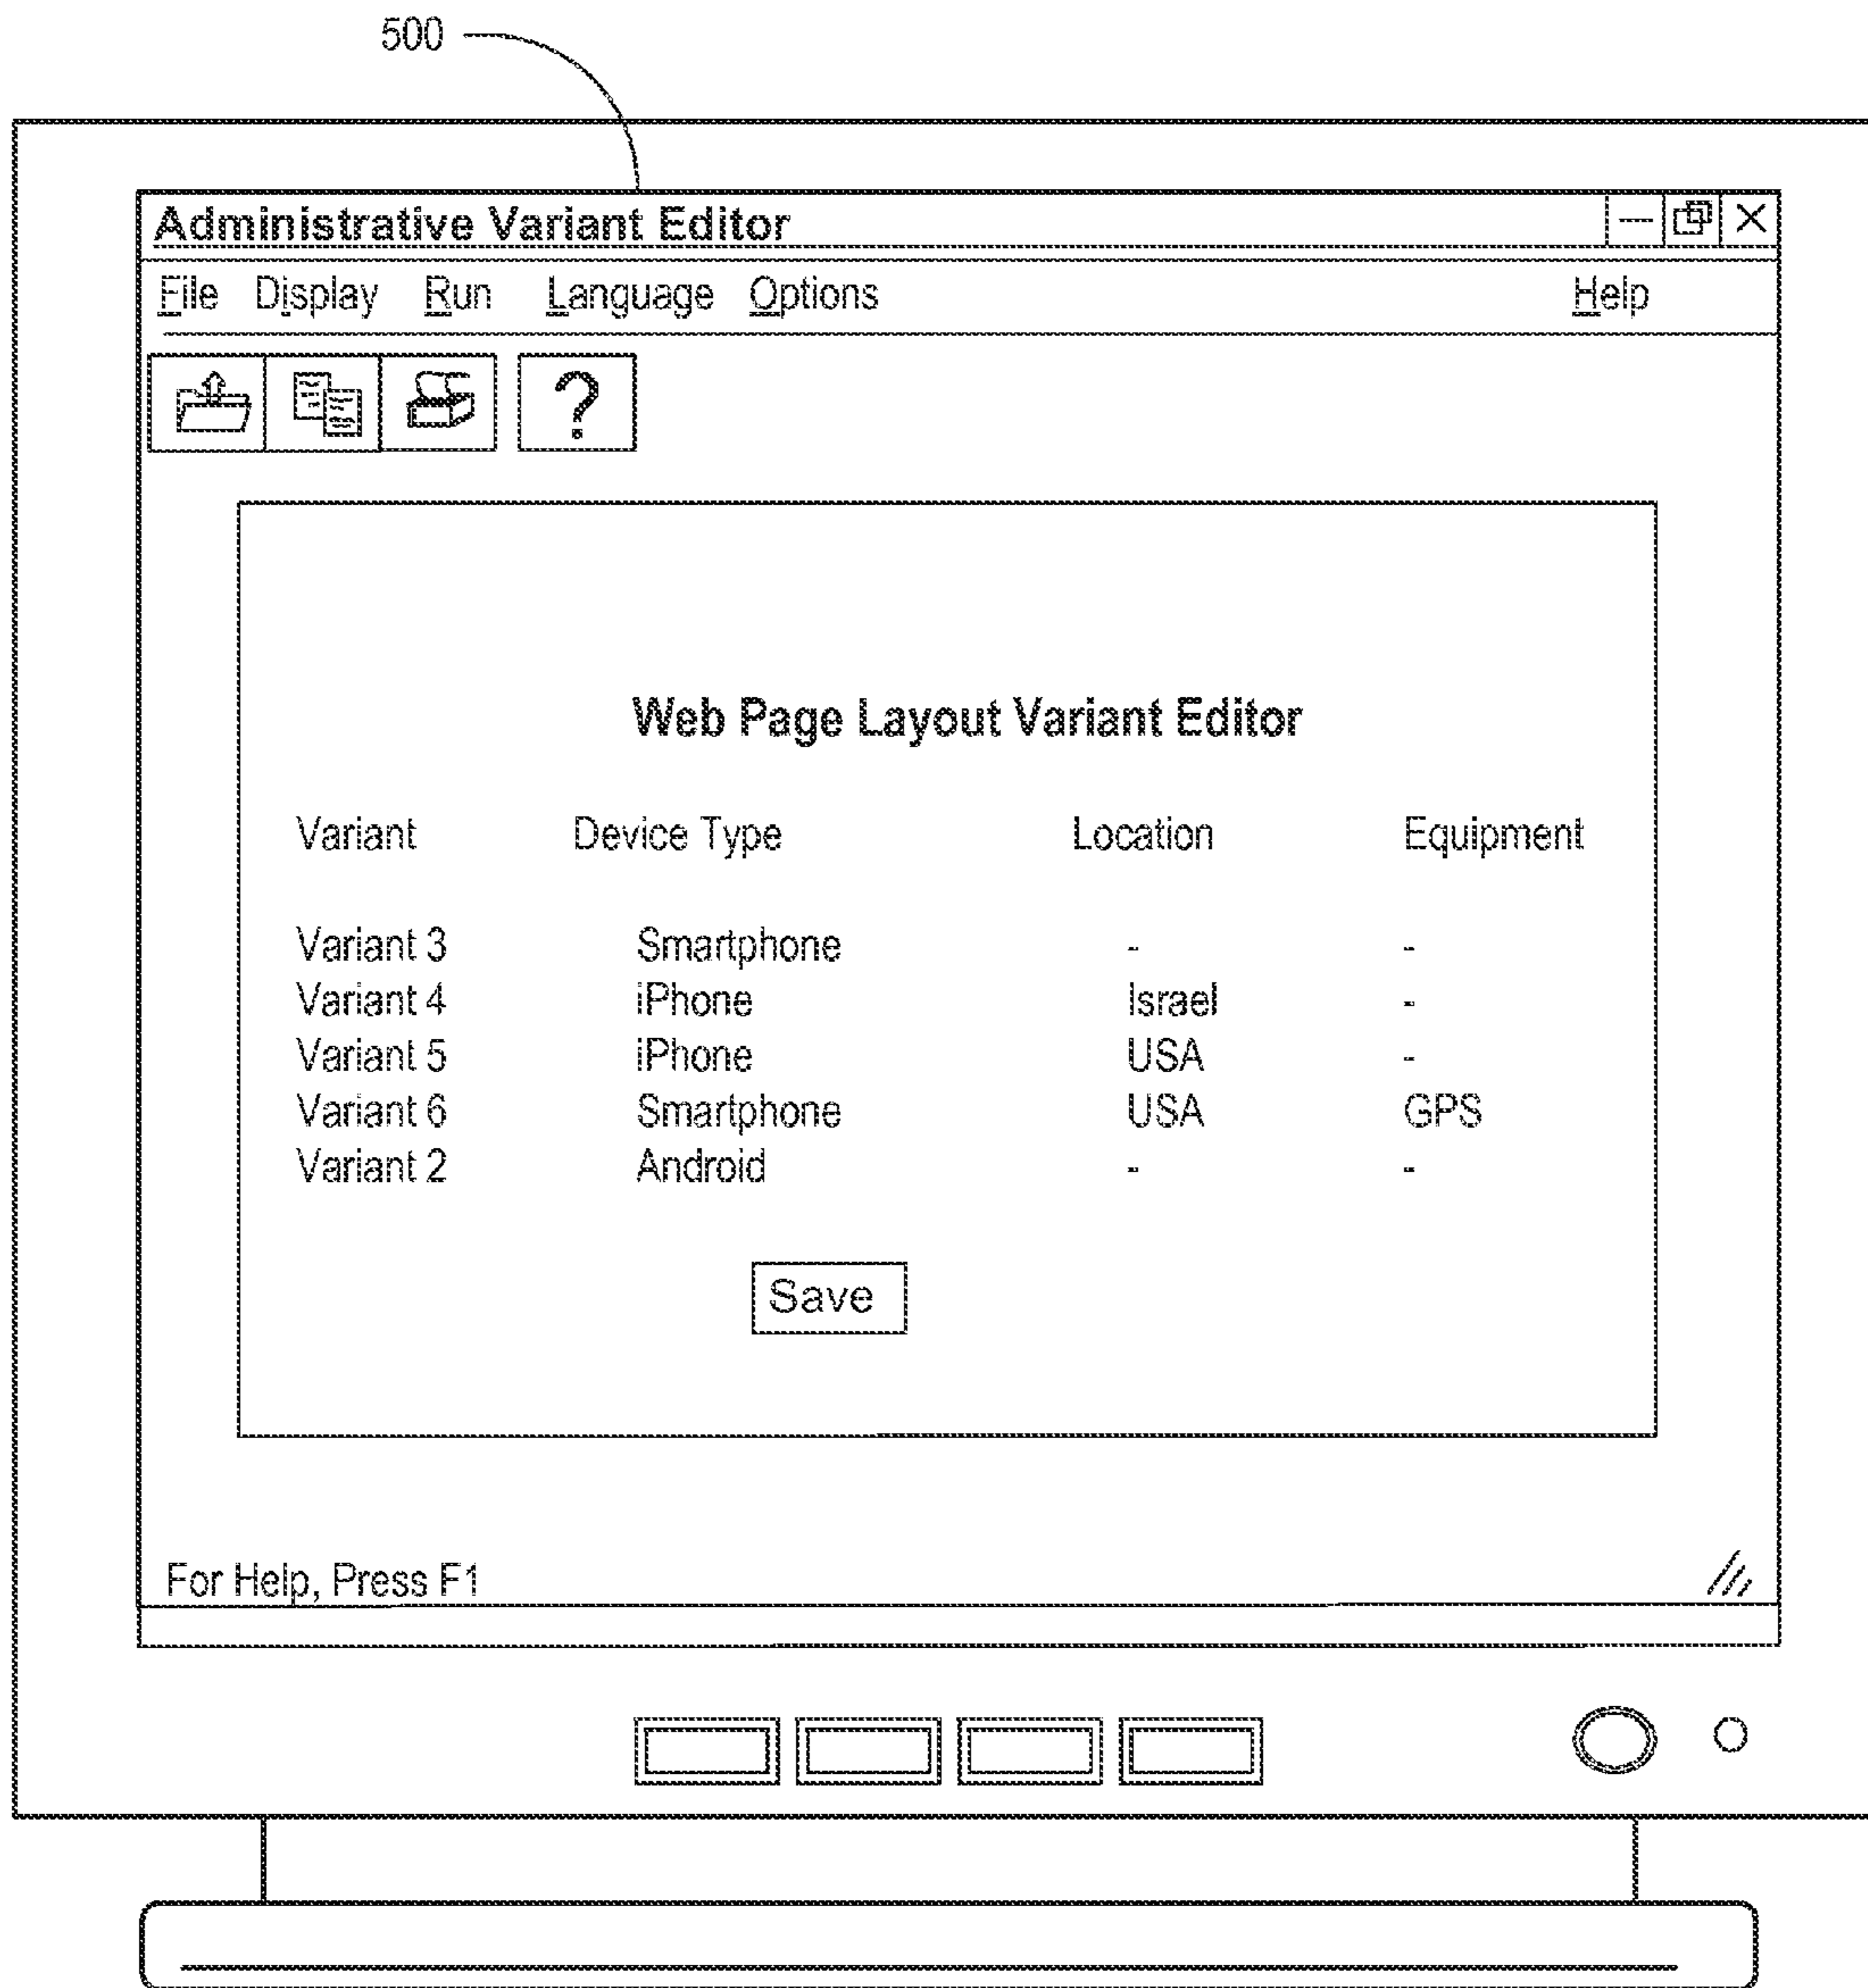 500
Administrative Variant Editor
File Display Run Language Options Help
?
Web Page Layout Variant Editor
Variant Device Type Location Equipment
Variant 3 Smartphone - -
Variant 4 iPhone Israel -
Variant 5 iPhone USA -
Variant 6 Smartphone USA GPS
Variant 2 Android - -
Save
For Help, Press F1